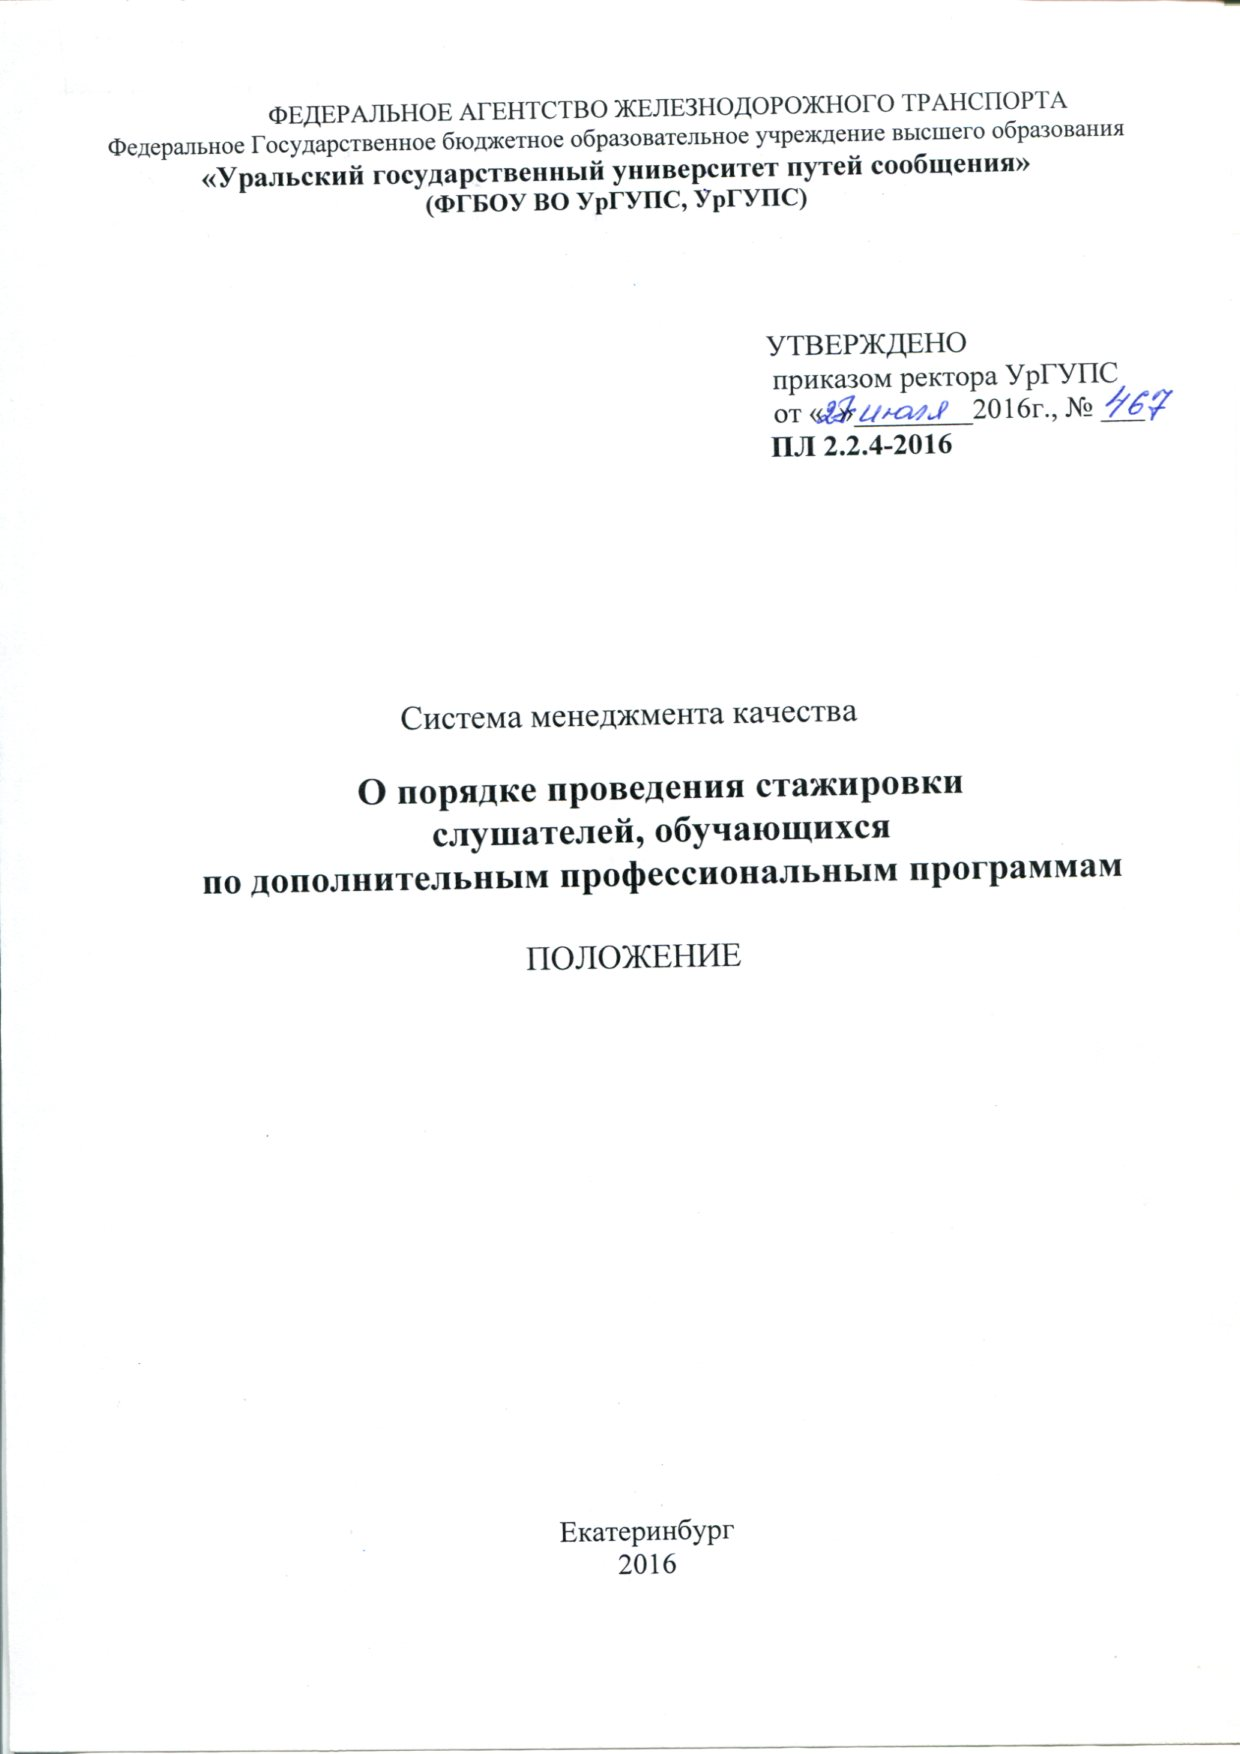 ФЕДЕРАЛЬНОЕ АГЕНТСТВО ЖЕЛЕЗНОДОРОЖНОГО ТРАНСПОРТА
Федеральное Государственное бюджетное образовательное учреждение высшего образования
«Уральский государственный университет путей сообщения»
(ФГБОУ ВО УрГУПС, УрГУПС)
УТВЕРЖДЕНО
приказом ректора УрГУПС
от «27» июля 2016г., № 467
ПЛ 2.2.4-2016
Система менеджмента качества
О порядке проведения стажировки
слушателей, обучающихся
по дополнительным профессиональным программам
ПОЛОЖЕНИЕ
Екатеринбург
2016